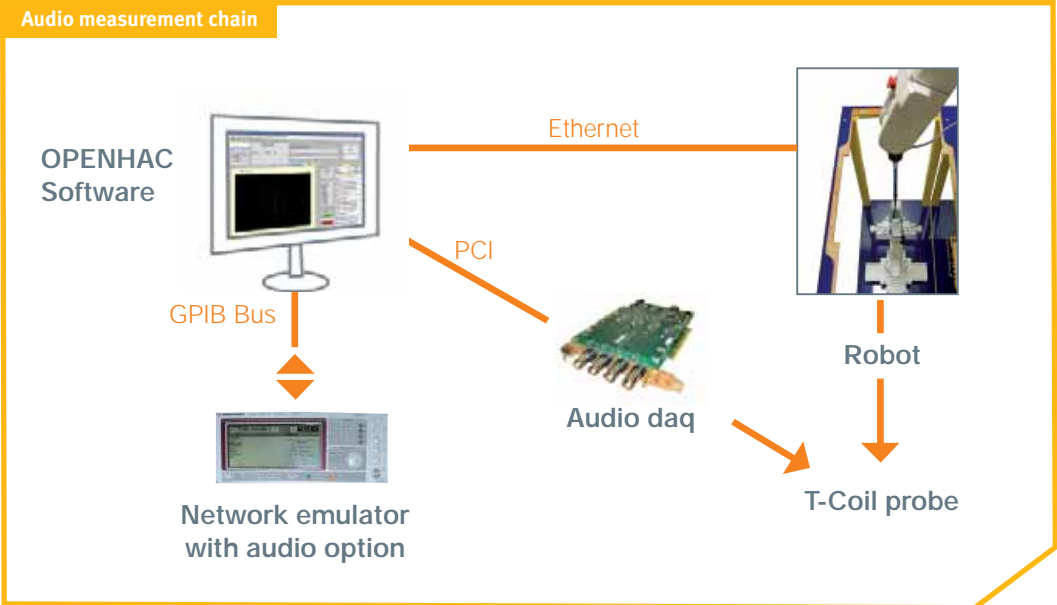 Audio measurement chain
OPENHAC
Software
Ethernet
PCI
GPIB Bus
Robot
Audio daq
T-Coil probe
Network emulator
with audio option